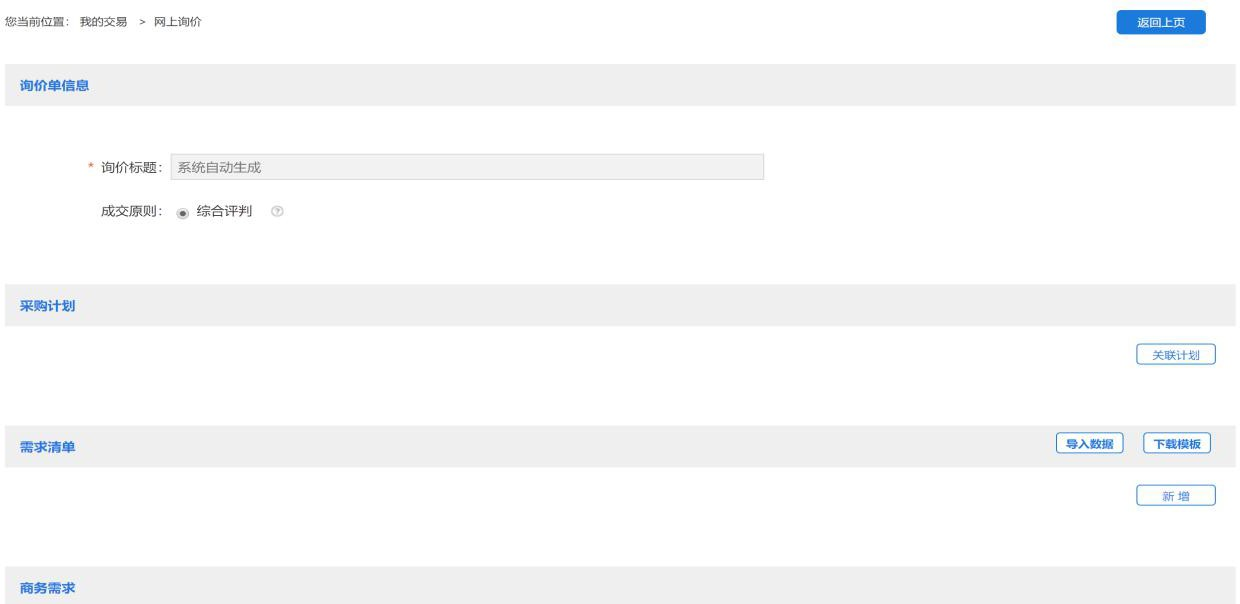 您当前位置： 我的交易 > 网上询价
返回上页
询价单信息
* 询价标题： 系统自动生成
成交原则： 综合评判 ?
采购计划
关联计划
需求清单 导入数据 下载模板
新 增
商务需求